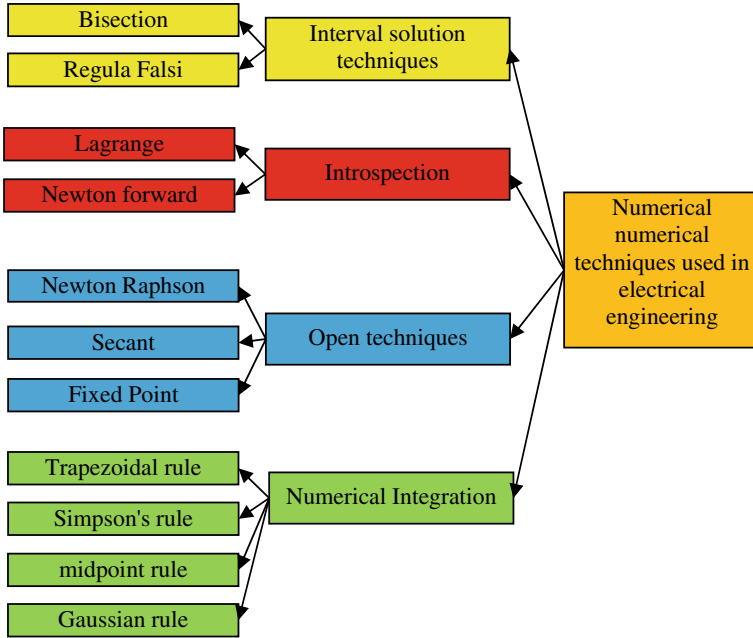 Bisection
Regula Falsi
Interval solution
techniques
Lagrange
Newton forward
Introspection
Newton Raphson
Secant
Fixed Point
Open techniques
Trapezoidal rule
Simpson's rule
midpoint rule
Gaussian rule
Numerical Integration
Numerical
numerical
techniques used in
electrical
engineering